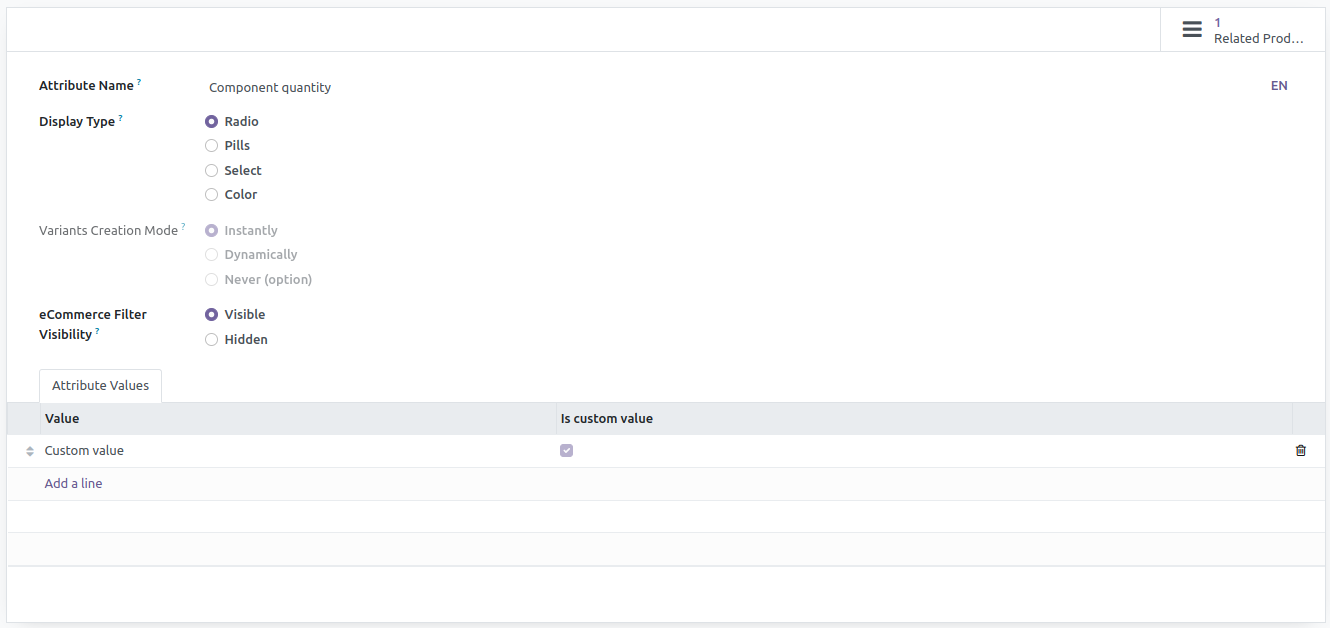 1
Related Prod...
Attribute Name ?
Component quantity
EN
Display Type ?
Radio
Pills
Select
Color
Variants Creation Mode ?
Instantly
Dynamically
Never (option)
eCommerce Filter
Visibility ?
Visible
Hidden
Attribute Values
Value
Is custom value
Custom value
Add a line